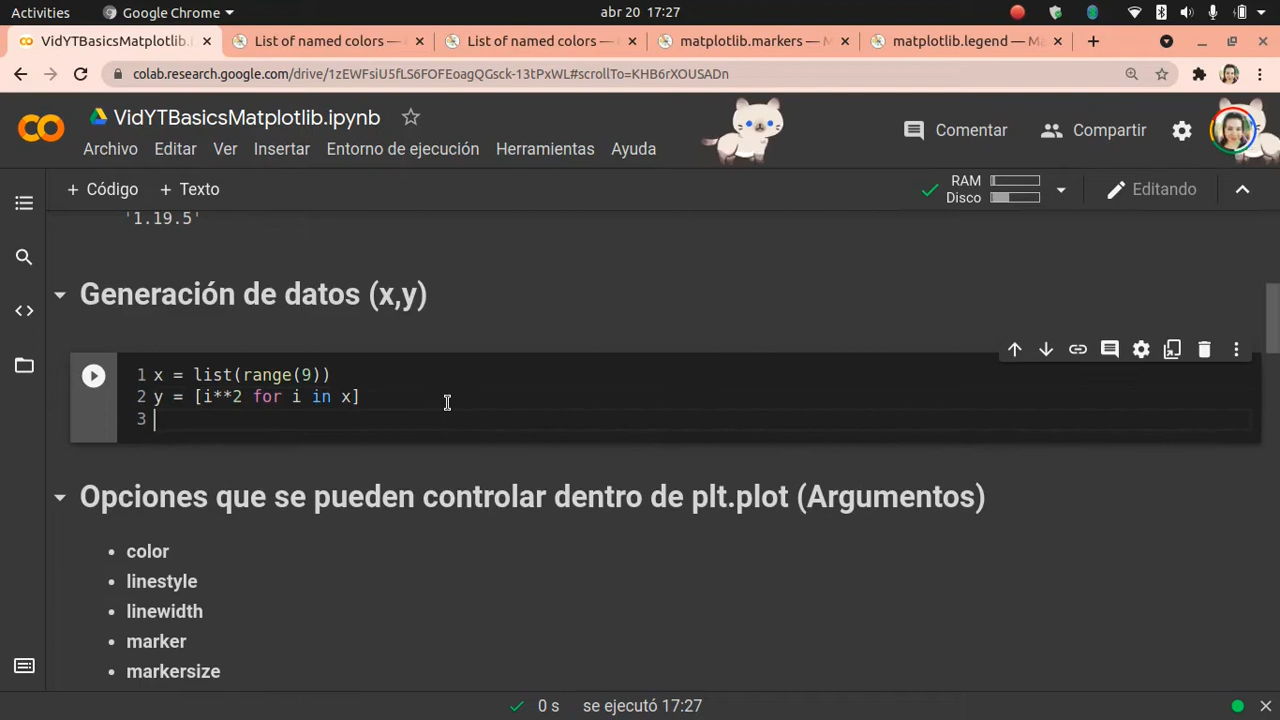 Activities
Google Chrome
abr 20 17:27
VidYTBasicsMatplotlib.i
List of named colors —
List of named colors —
matplotlib.markers — M
matplotlib.legend — Ma
colab.research.google.com/drive/1zEWFsiU5fLS6FOFEoagQGsck-13tPxWL#scrollTo=KHB6rXOUSADn
VidYTBasicsMatplotlib.ipynb
Comentar
Compartir
Archivo Editar Ver Insertar Entorno de ejecución Herramientas Ayuda
+ Código + Texto
RAM
Disco
Editando
'1.19.5'
Generación de datos (x,y)
1 x = list(range(9))
2 y = [i**2 for i in x]
3
Opciones que se pueden controlar dentro de plt.plot (Argumentos)
• color
• linestyle
• linewidth
• marker
• markersize
0 s se ejecutó 17:27